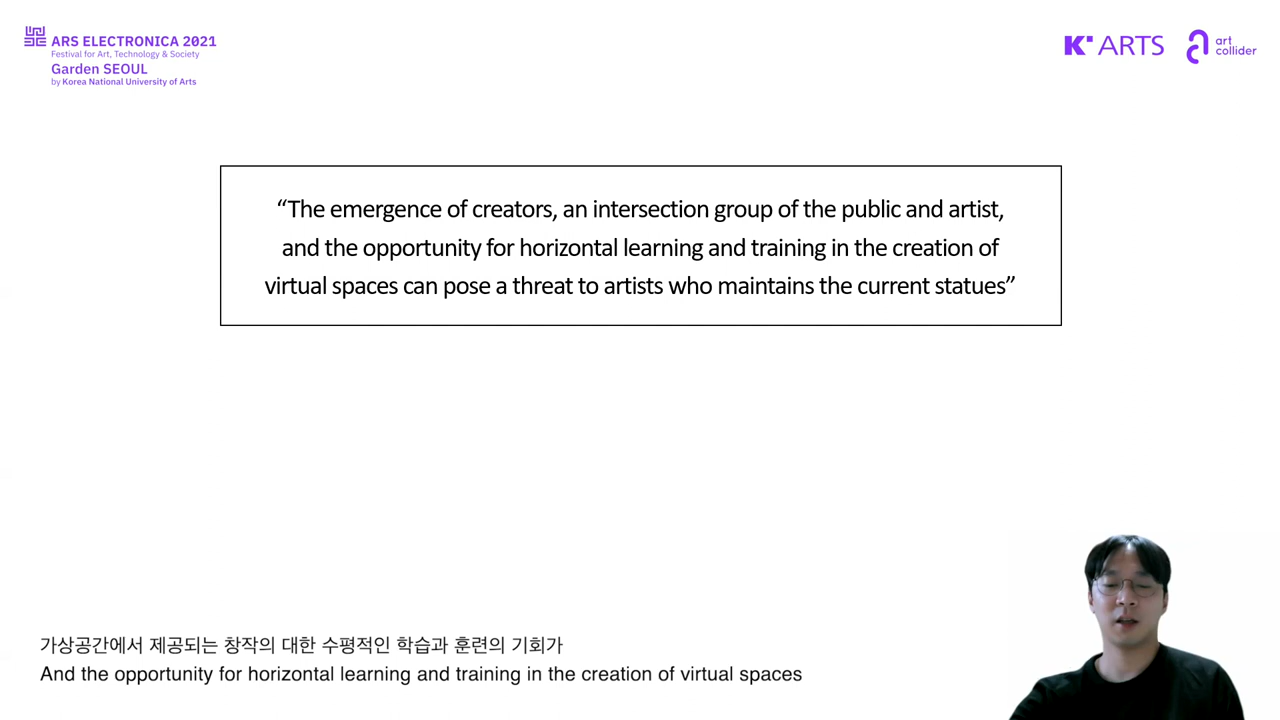 ARS ELECTRONICA 2021
Festival for Art, Technology & Society
Garden SEOUL
by Korea National University of Arts
K ARTS
art
collider
“The emergence of creators, an intersection group of the public and artist,
and the opportunity for horizontal learning and training in the creation of
virtual spaces can pose a threat to artists who maintains the current statues”
가상공간에서 제공되는 창작의 대한 수평적인 학습과 훈련의 기회가
And the opportunity for horizontal learning and training in the creation of virtual spaces